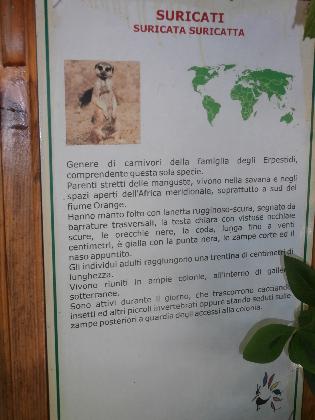 SURICATI
SURICATA SURICATTA
Genere di carnivori della famiglia degli Erpestidi,
comprendente questa sola specie.
Parenti stretti delle manguste, vivono nella savana e negli
spazi aperti dell'Africa meridionale, soprattutto a sud del
fiume Orange.
Hanno manto folto con lanetta rugginoso-scura, segnato da
barrature trasversali, la testa chiara con vistose occhiaie
scure, le orecchie nere, la coda, lunga fino a venti
centimetri, è gialla con la punta nera, le zampe corte ed il
naso appuntito.
Gli individui adulti raggiungono una trentina di centimetri di
lunghezza.
Vivono riuniti in ampie colonie, all'interno di gallerie
sotterranee.
Sono attivi durante il giorno, che trascorrono cacciando
insetti ed altri piccoli invertebrati oppure stando seduti sulle
zampe posteriori a guardia degli accessi alla colonia.